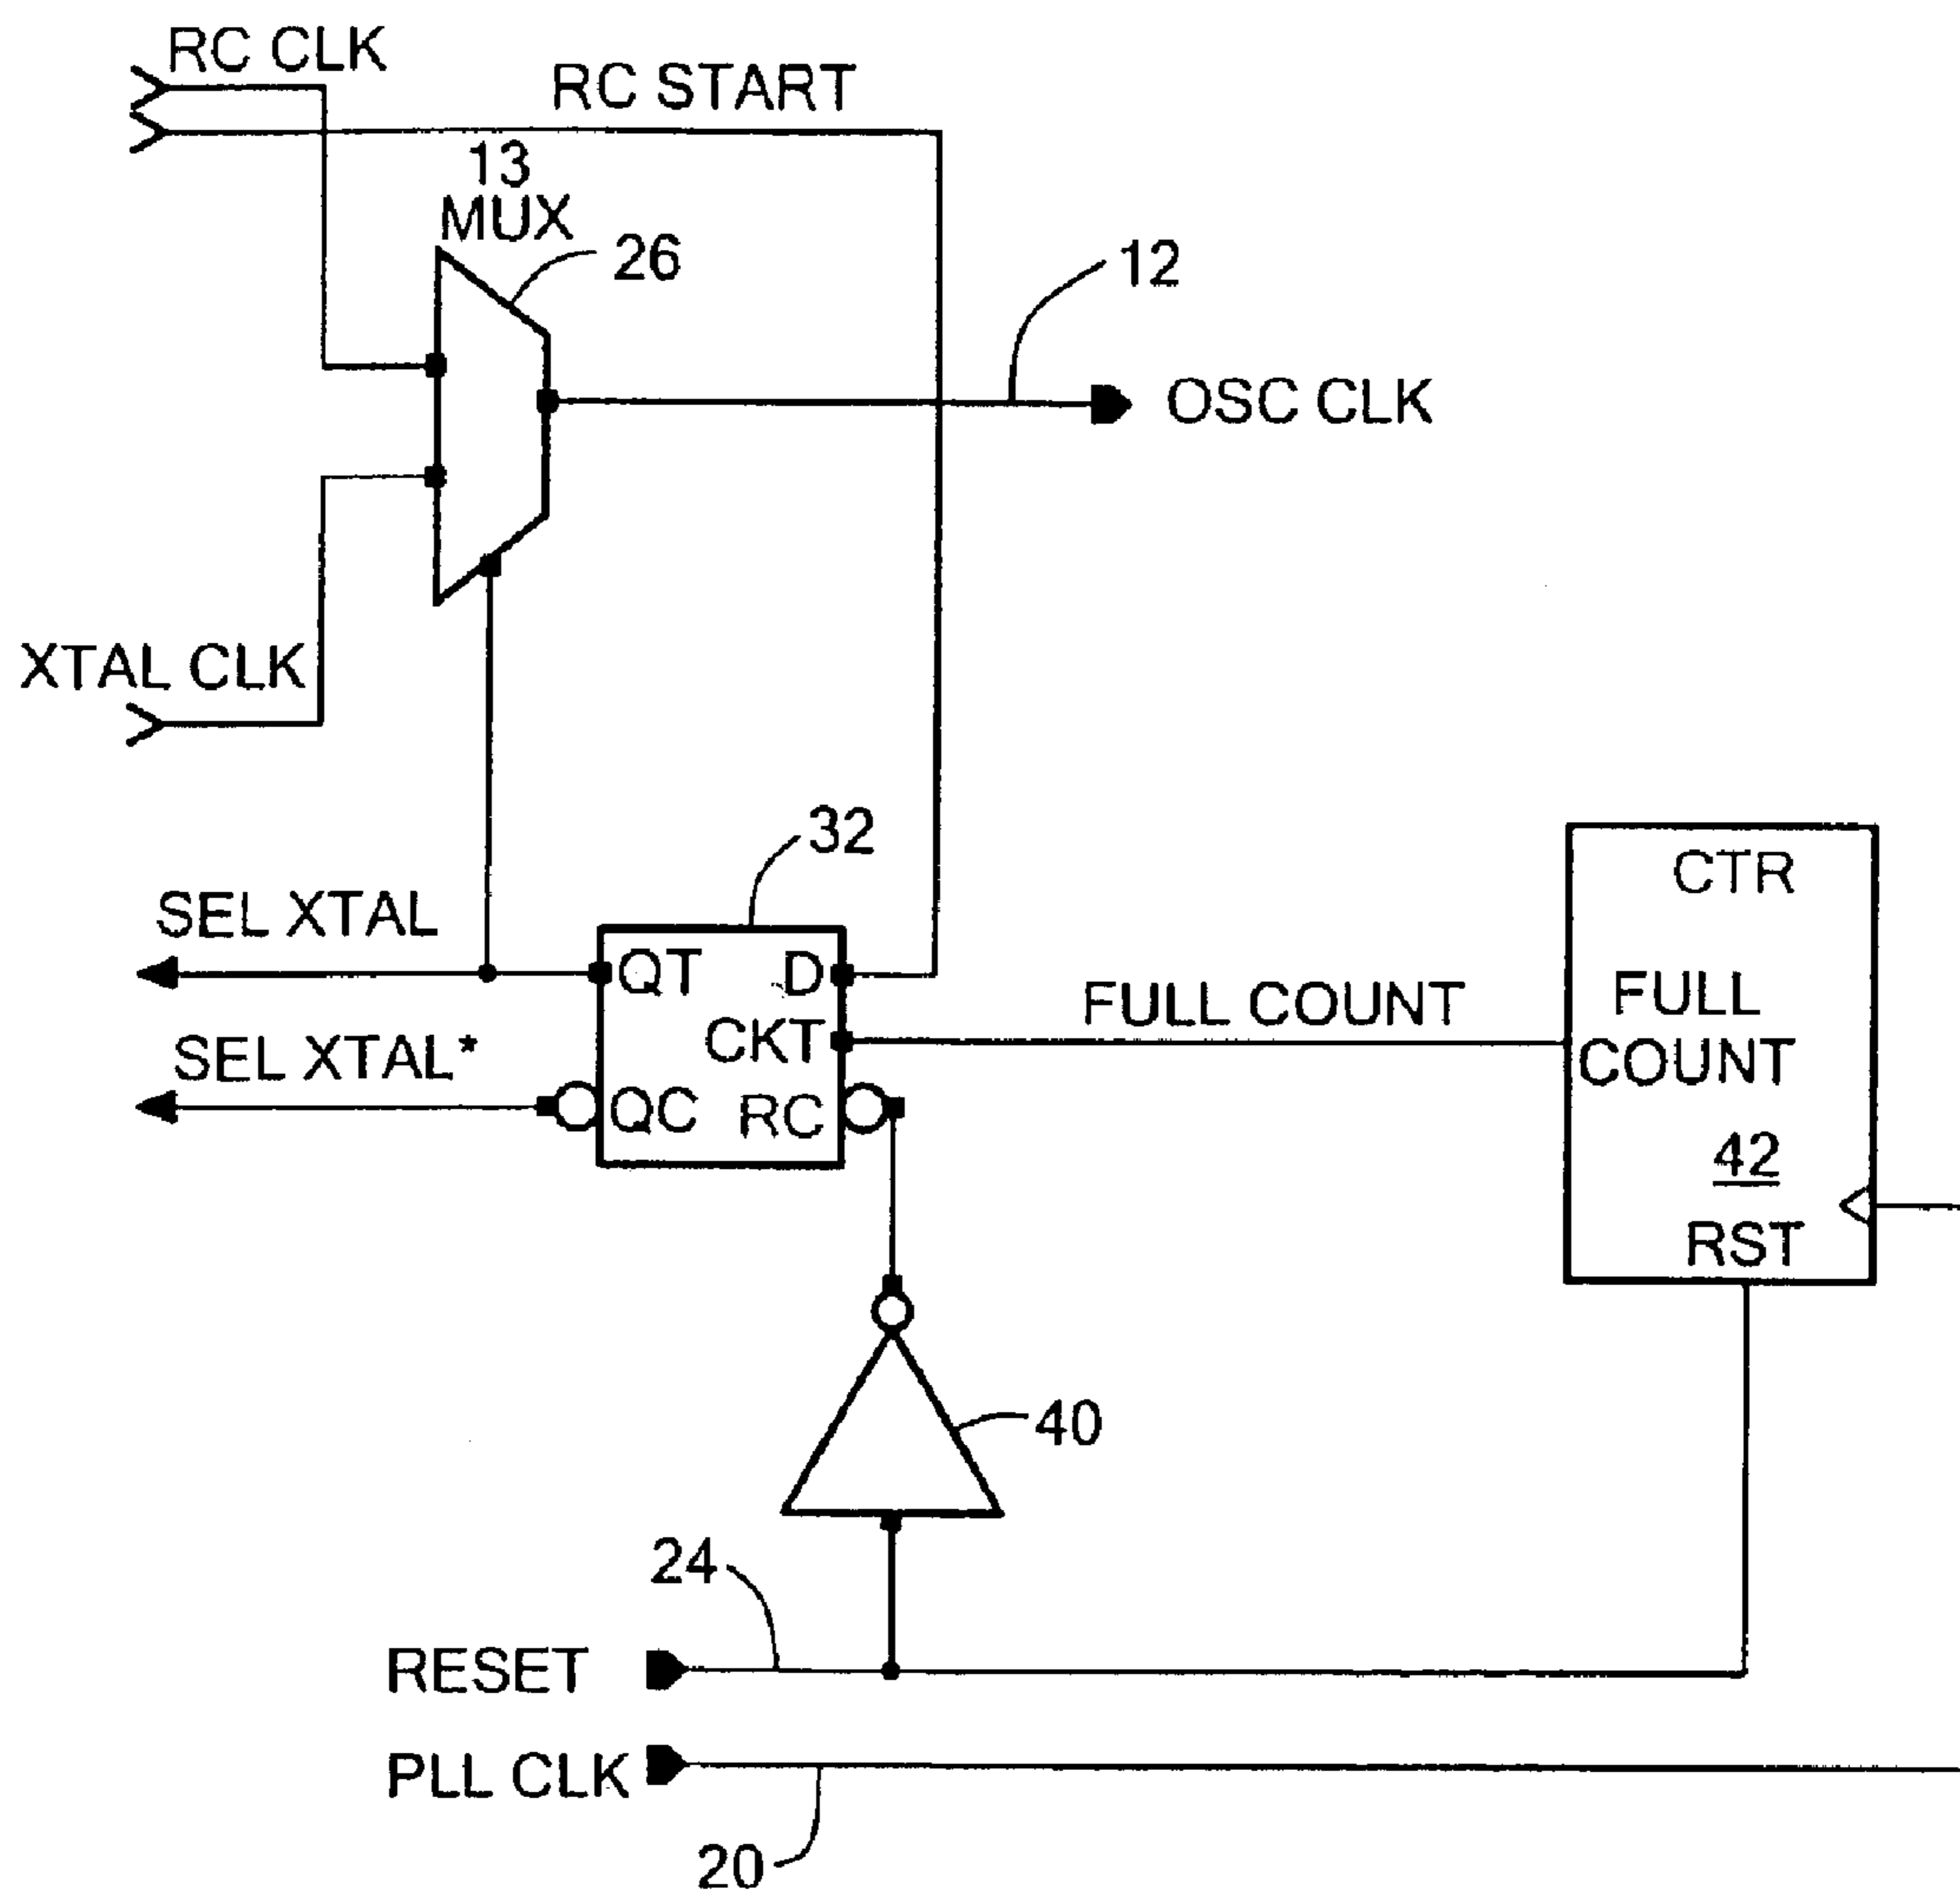 RC CLK
RC START
13
MUX
26
12
OSC CLK
XTAL CLK
32
CTR
SEL XTAL
QT D
FULL COUNT
FULL
COUNT
CKT
SEL XTAL*
QC RC
42
RST
40
24
RESET
PLL CLK
20